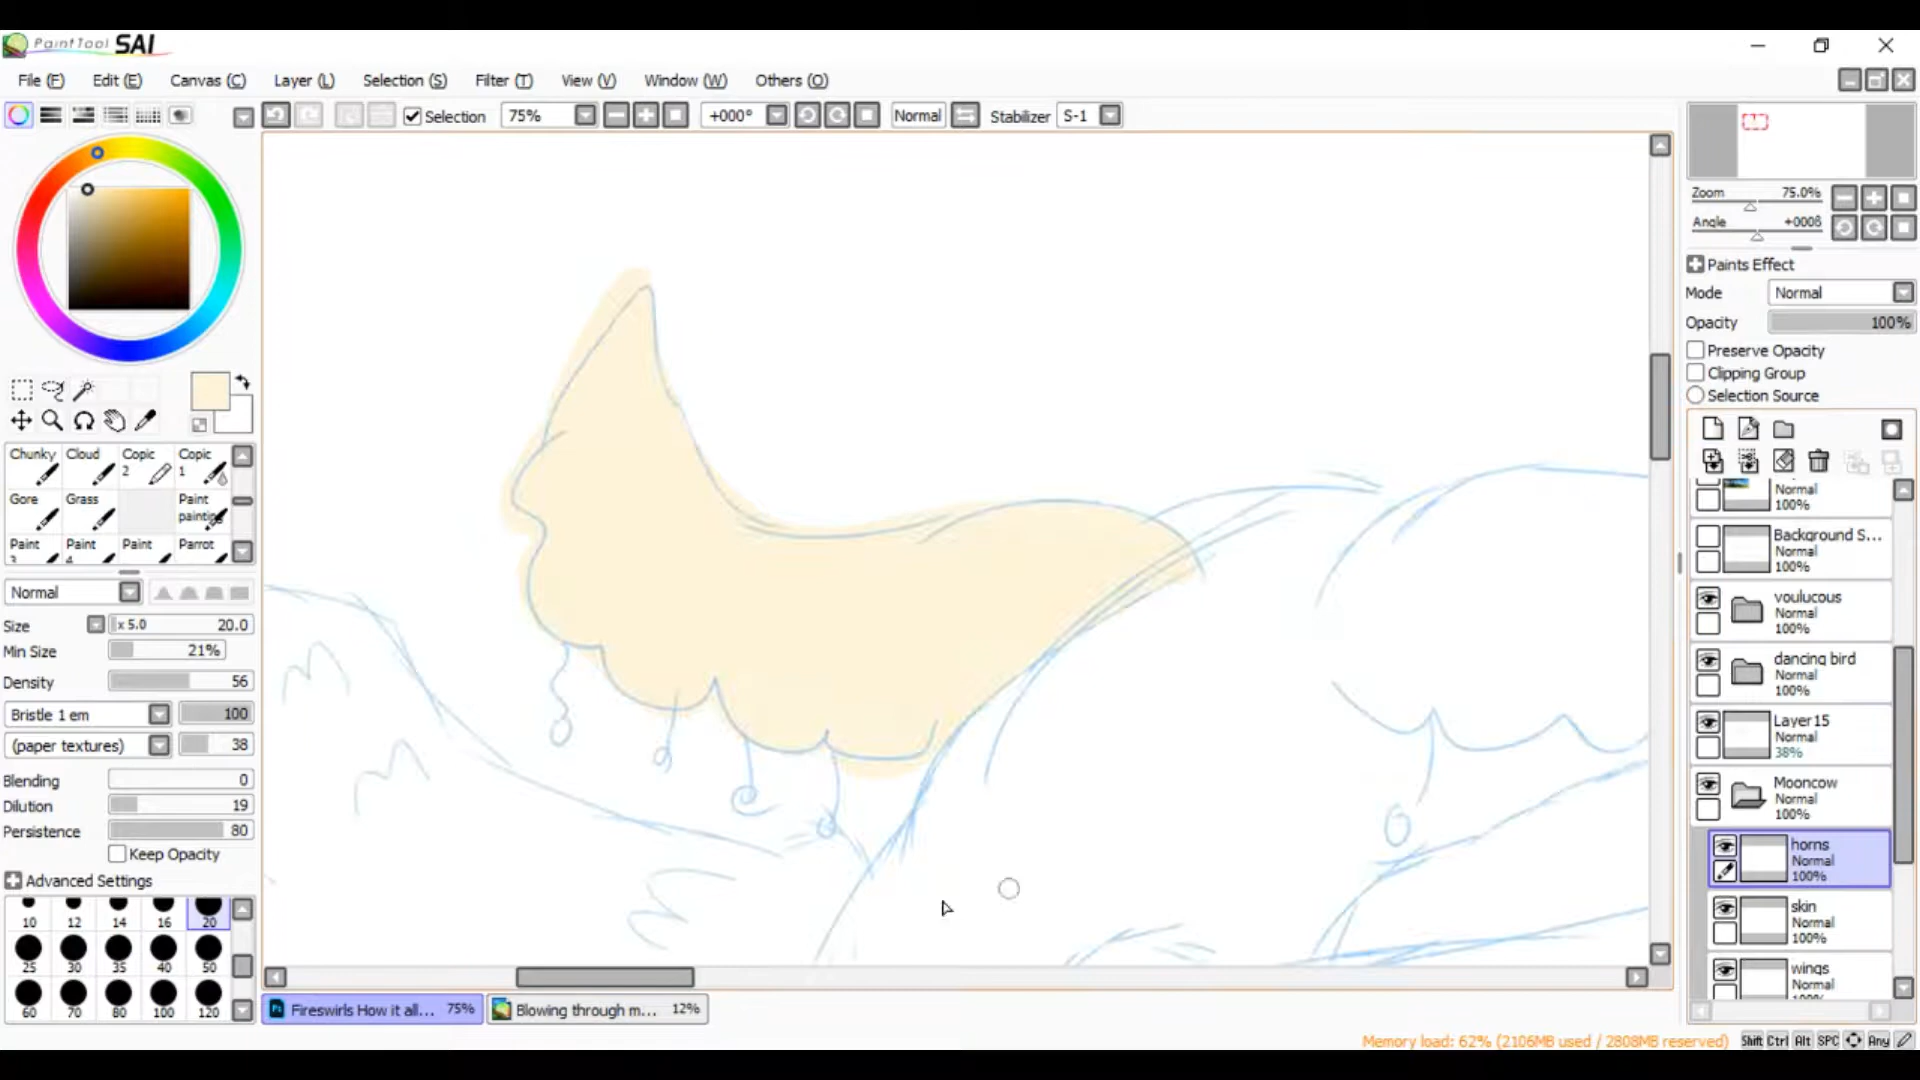 PaintTool SAI
File (F) Edit (E) Canvas (C) Layer (L) Selection (S) Filter (T) View (V) Window (W) Others (O)
Selection 75% +000° Normal Stabilizer S-1
Zoom 75.0%
Angle +000ß
Paints Effect
Mode Normal
Opacity 100%
Preserve Opacity
Clipping Group
Selection Source
Normal
100%
Background S...
Normal
100%
voulucous
Normal
100%
dancing bird
Normal
100%
Layer15
Normal
38%
Mooncow
Normal
100%
horns
Normal
100%
skin
Normal
100%
wings
Normal
100%
Chunky Cloud Copic 2 Copic 1
Gore Grass Paint painting
Paint 3 Paint 4 Paint Parrot
Normal
Size x 5.0 20.0
Min Size 21%
Density 56
Bristle 1 em 100
(paper textures) 38
Blending 0
Dilution 19
Persistence 80
Keep Opacity
Advanced Settings
10 12 14 16 20
25 30 35 40 50
60 70 80 100 120
Fireswirls How it all... 75% Blowing through m... 12%
Memory load: 62% (2106MB used / 2808MB reserved) Shift Ctrl Alt SPC Any